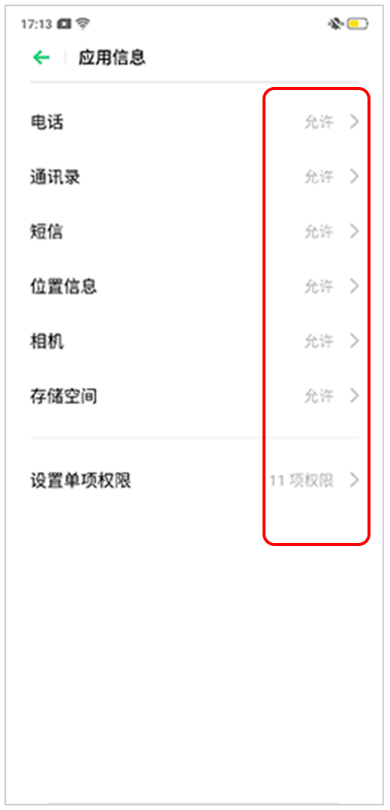 17:13
应用信息
电话 允许
通讯录 允许
短信 允许
位置信息 允许
相机 允许
存储空间 允许
设置单项权限 11 项权限